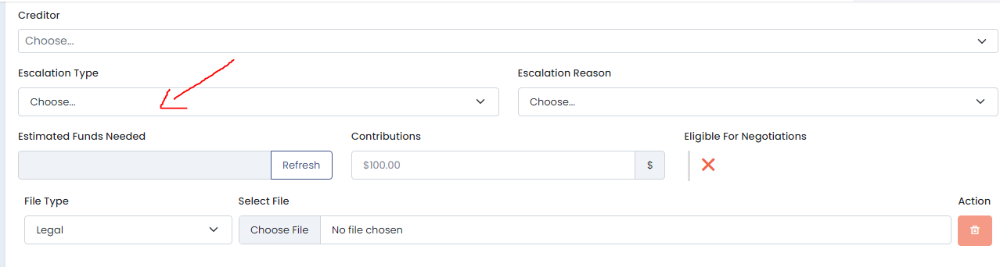 Creditor
Choose...
Escalation Type Escalation Reason
Choose... Choose...
Estimated Funds Needed Contributions Eligible For Negotiations
Refresh $100.00 $
File Type Select File Action
Legal Choose File No file chosen